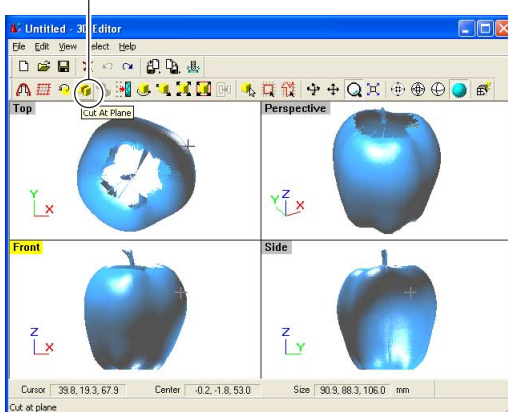 Untitled - 3D Editor
File Edit View Select Help
Cut At Plane
Top
Perspective
Y
X
Z
Y
X
Front
Side
Z
X
Z
Y
Cursor 39.8, 19.3, 67.9 Center -0.2, -1.8, 53.0 Size 90.9, 88.3, 106.0 mm
Cut at plane